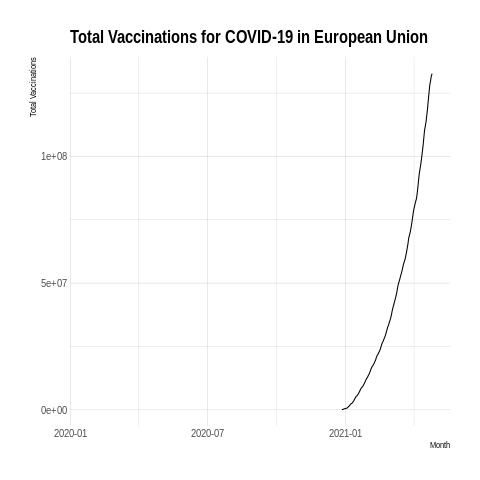 Total Vaccinations for COVID-19 in European Union
Total Vaccinations
1e+08
5e+07
0e+00
2020-01 2020-07 2021-01
Month